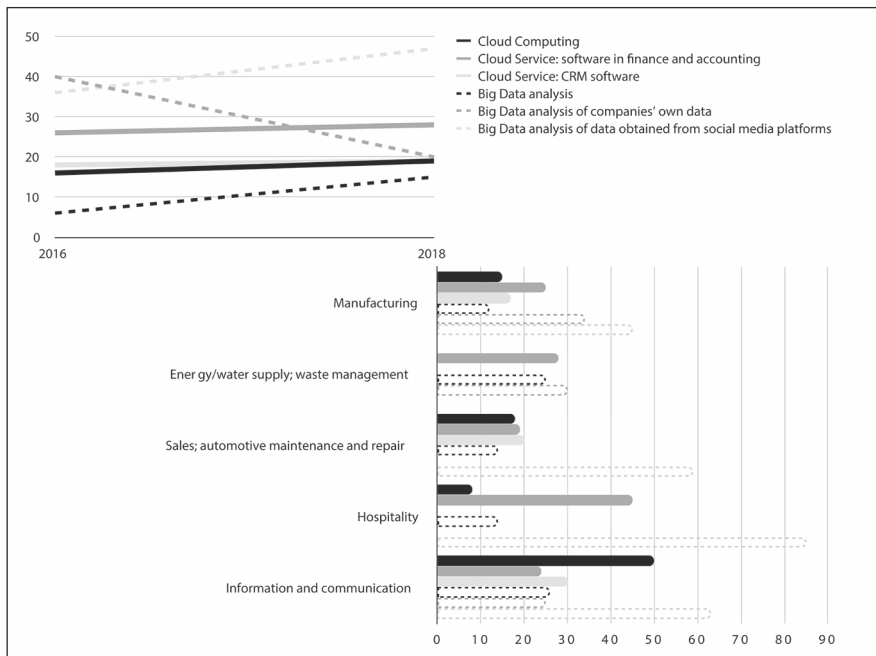 50
40
30
20
10
0
2016
2018
Cloud Computing
Cloud Service: software in finance and accounting
Cloud Service: CRM software
Big Data analysis
Big Data analysis of companies’ own data
Big Data analysis of data obtained from social media platforms
Manufacturing
Energy/water supply; waste management
Sales; automotive maintenance and repair
Hospitality
Information and communication
0 10 20 30 40 50 60 70 80 90